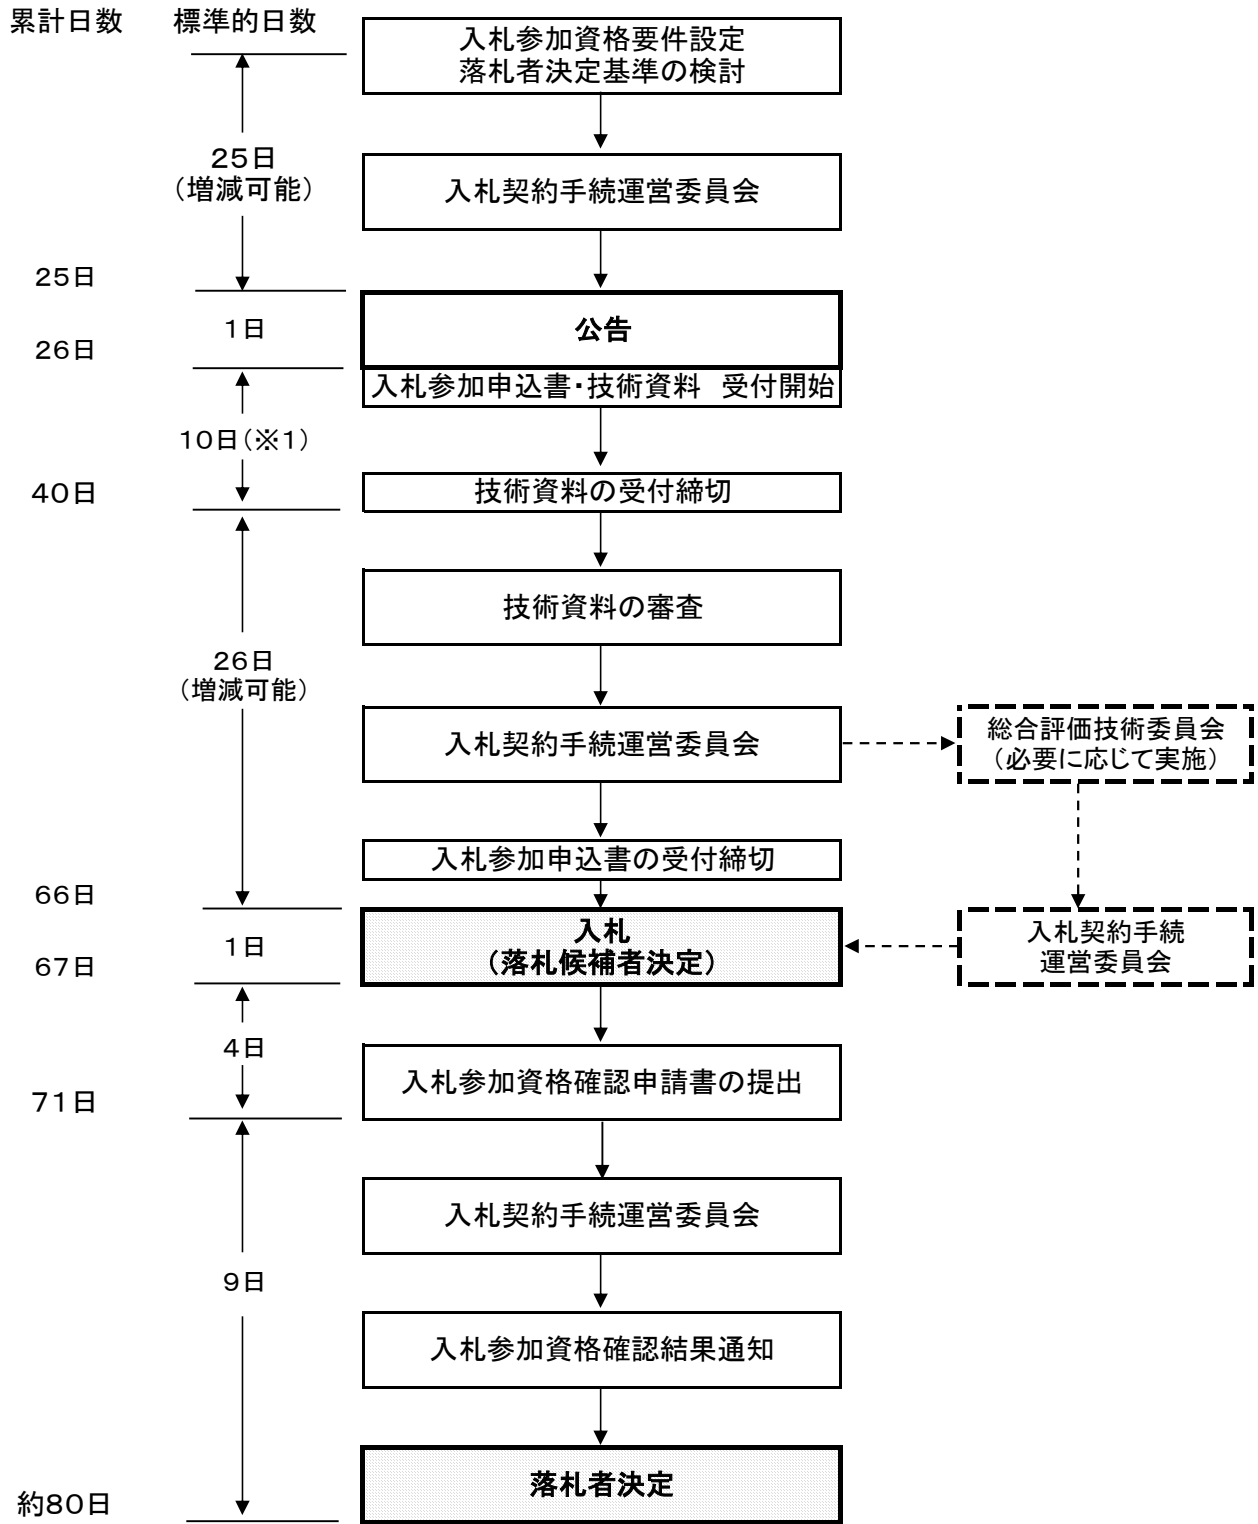 累計日数　標準的日数
入札参加資格要件設定
落札者決定基準の検討
25日
（増減可能）
入札契約手続運営委員会
25日
1日
公告
26日
入札参加申込書・技術資料　受付開始
10日（※1）
40日
技術資料の受付締切
技術資料の審査
26日
（増減可能）
入札契約手続運営委員会
総合評価技術委員会
（必要に応じて実施）
入札参加申込書の受付締切
66日
1日
入札
（落札候補者決定）
入札契約手続
運営委員会
67日
4日
入札参加資格確認申請書の提出
71日
入札契約手続運営委員会
9日
入札参加資格確認結果通知
落札者決定
約80日